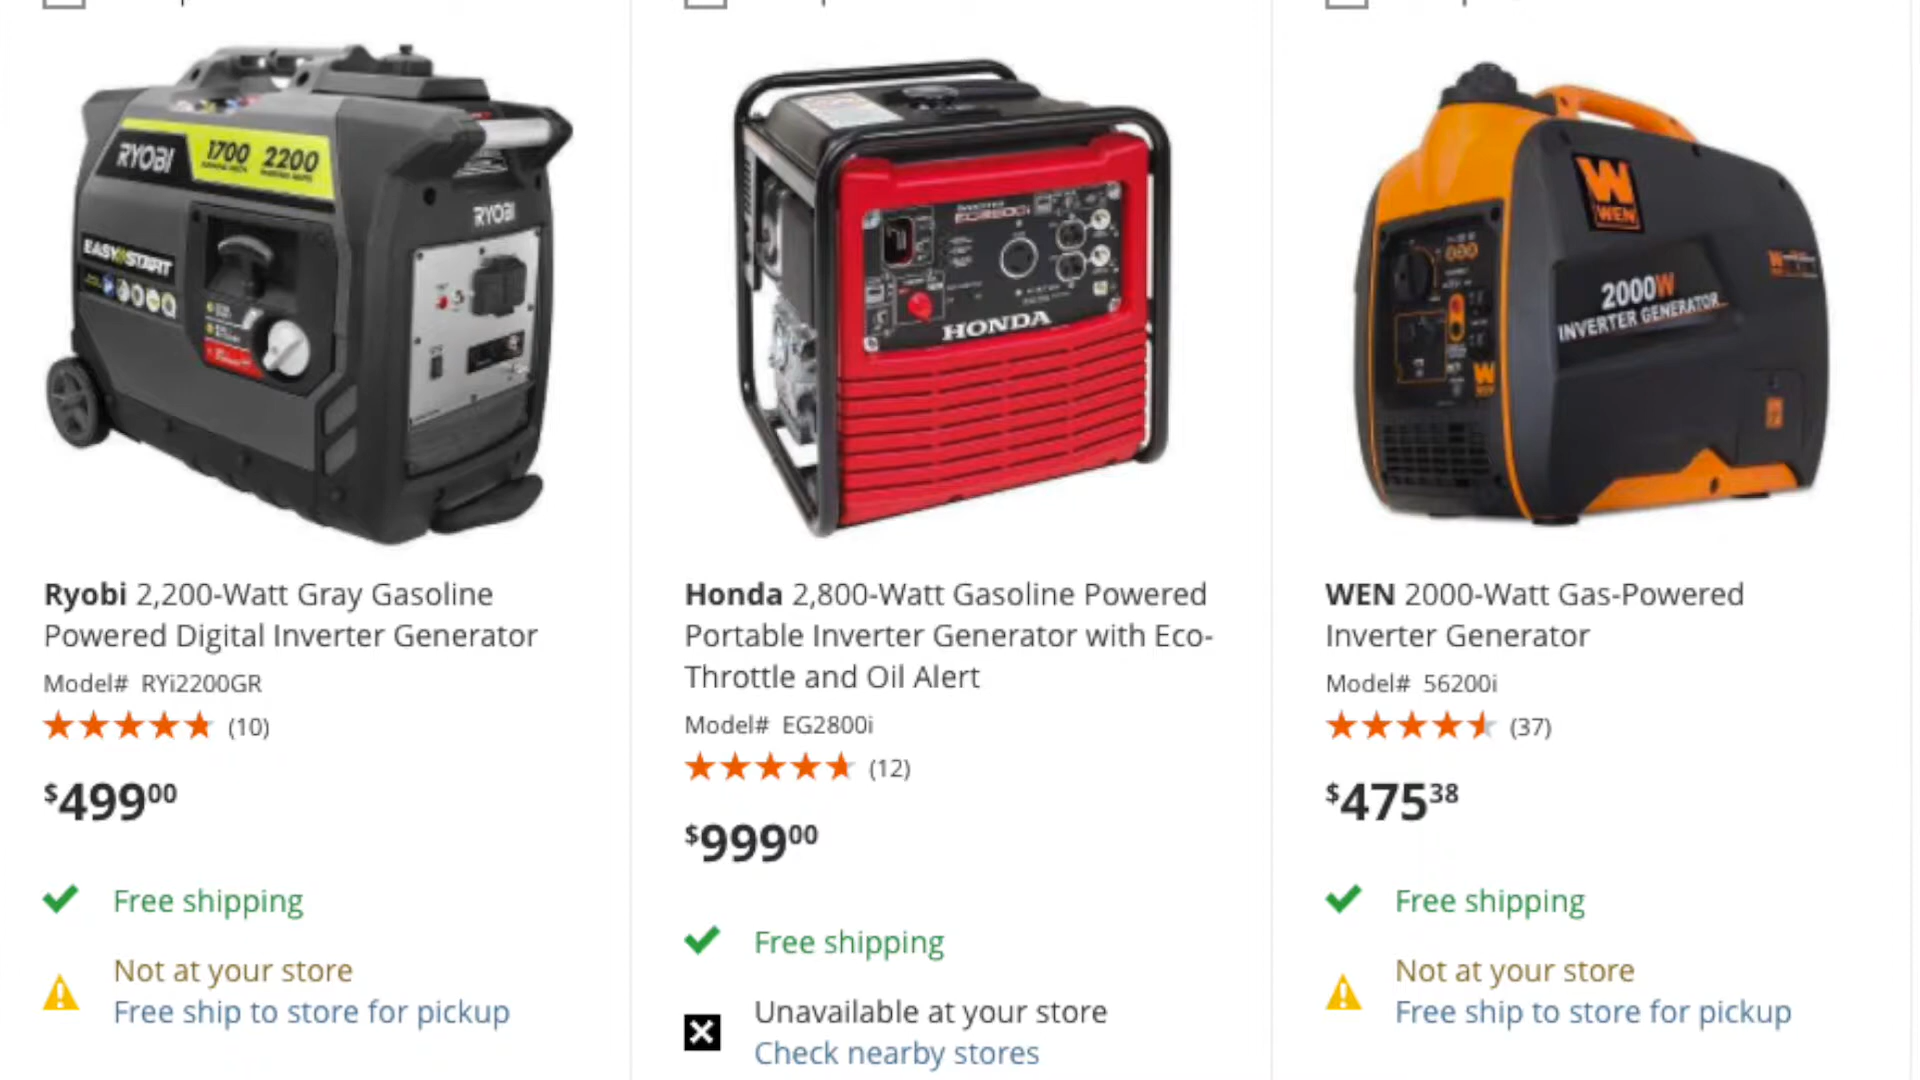 RYOBI
1700 2200
RYOBI
EASY START
HONDA
WEN
2000W
INVERTER GENERATOR
WEN
Ryobi 2,200-Watt Gray Gasoline
Powered Digital Inverter Generator
Model# RYi2200GR
(10)
$49900
Free shipping
Not at your store
Free ship to store for pickup
Honda 2,800-Watt Gasoline Powered
Portable Inverter Generator with Eco-
Throttle and Oil Alert
Model# EG2800i
(12)
$99900
Free shipping
Unavailable at your store
Check nearby stores
WEN 2000-Watt Gas-Powered
Inverter Generator
Model# 56200i
(37)
$47538
Free shipping
Not at your store
Free ship to store for pickup